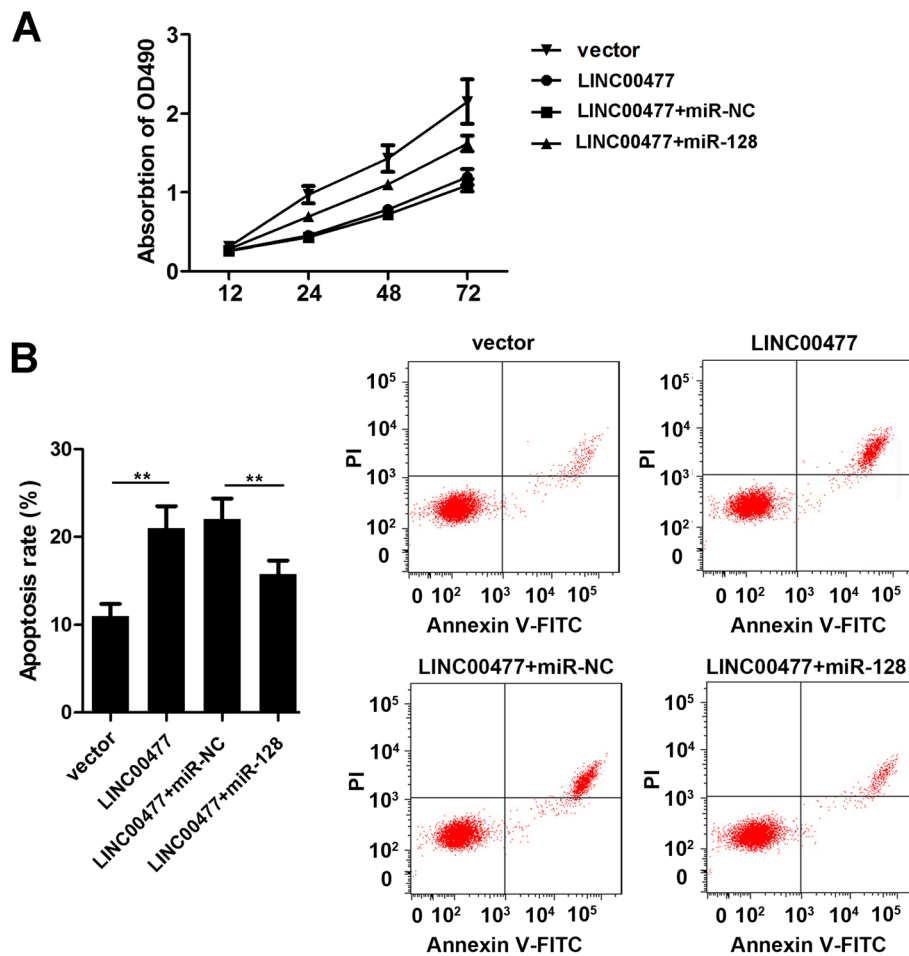 A
Absorbtion of OD490
3
2
1
0
12 24 48 72
vector
LINC00477
LINC00477+miR-NC
LINC00477+miR-128
B
Apoptosis rate (%)
30
20
10
0
** **
vector
LINC00477
LINC00477+miR-NC
LINC00477+miR-128
vector
PI
10⁵
10⁴
10³
10²
0
0 10² 10³ 10⁴ 10⁵
Annexin V-FITC
LINC00477
PI
10⁵
10⁴
10³
10²
0
0 10² 10³ 10⁴ 10⁵
Annexin V-FITC
LINC00477+miR-NC
PI
10⁵
10⁴
10³
10²
0
0 10² 10³ 10⁴ 10⁵
Annexin V-FITC
LINC00477+miR-128
PI
10⁵
10⁴
10³
10²
0
0 10² 10³ 10⁴ 10⁵
Annexin V-FITC